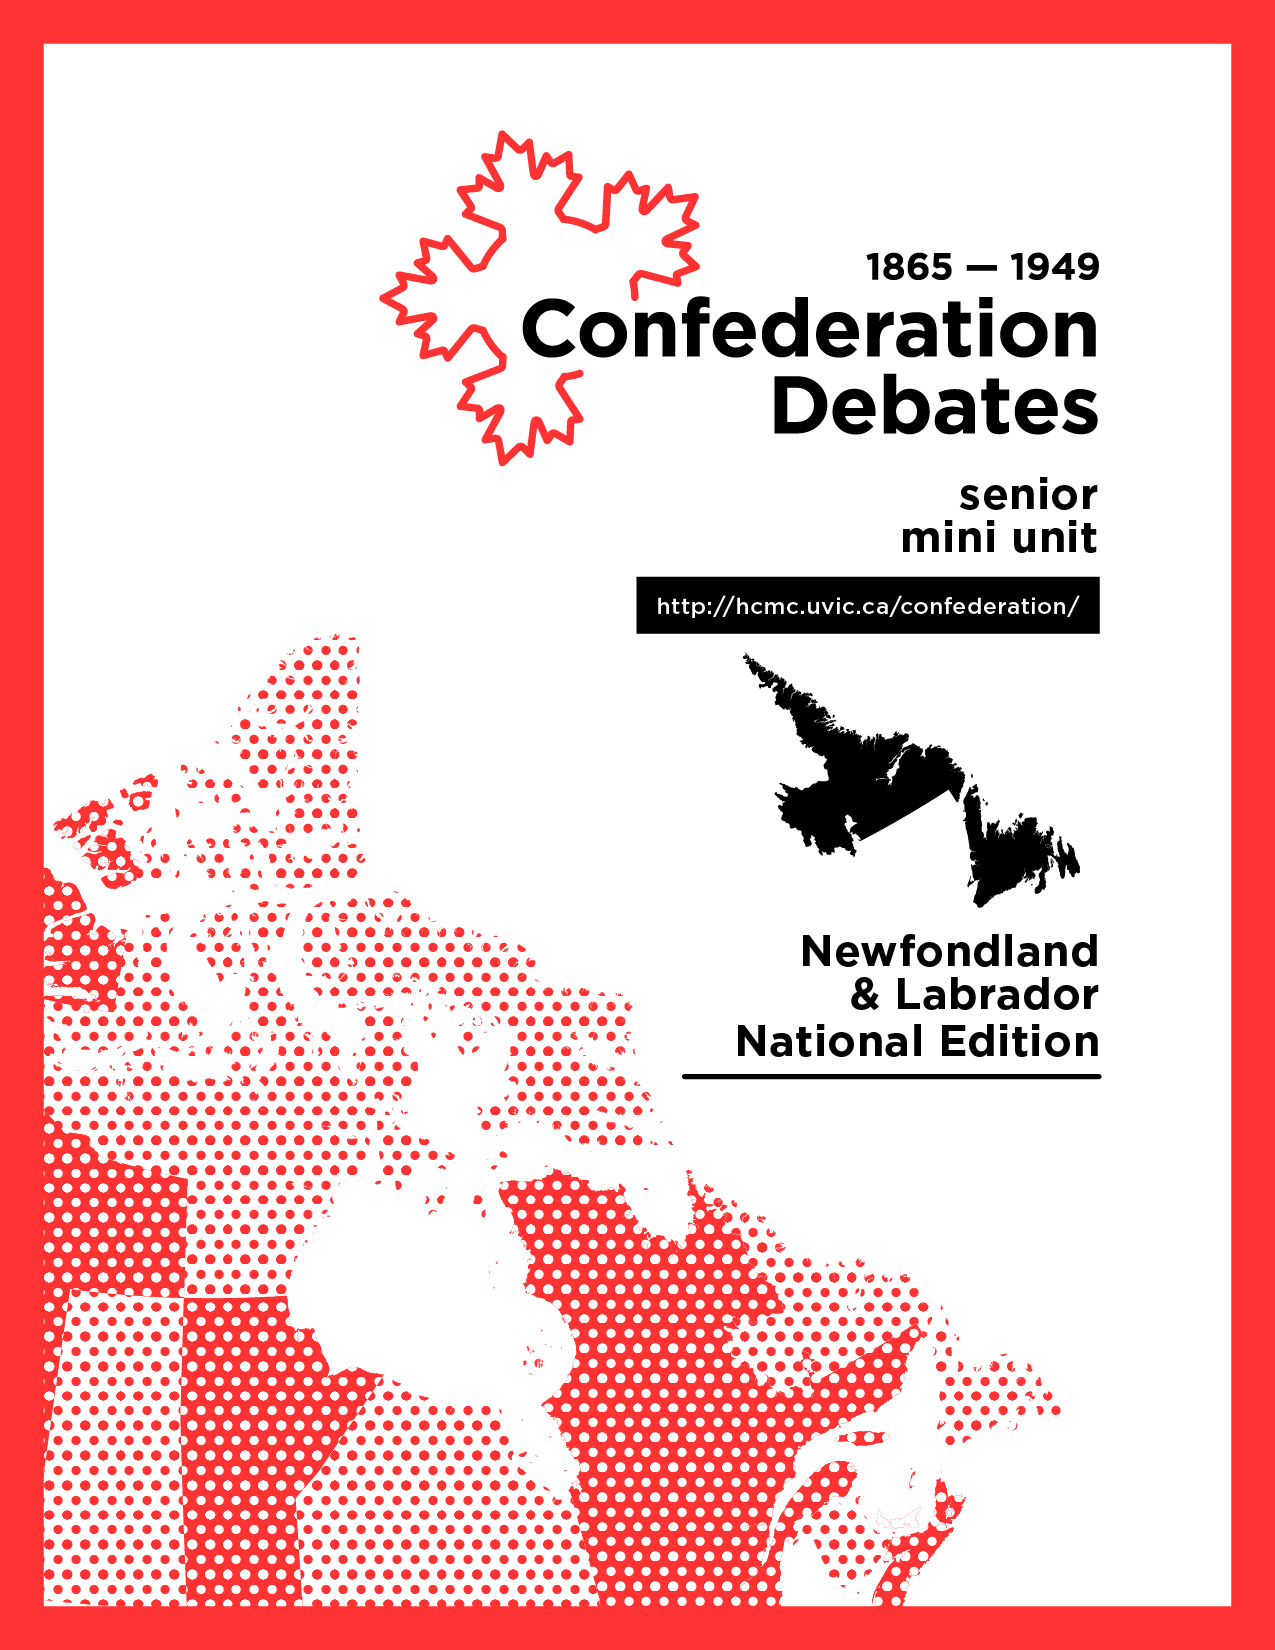 1865 — 1949
Confederation
Debates
senior
mini unit
http://hcmc.uvic.ca/confederation/
Newfondland
& Labrador
National Edition